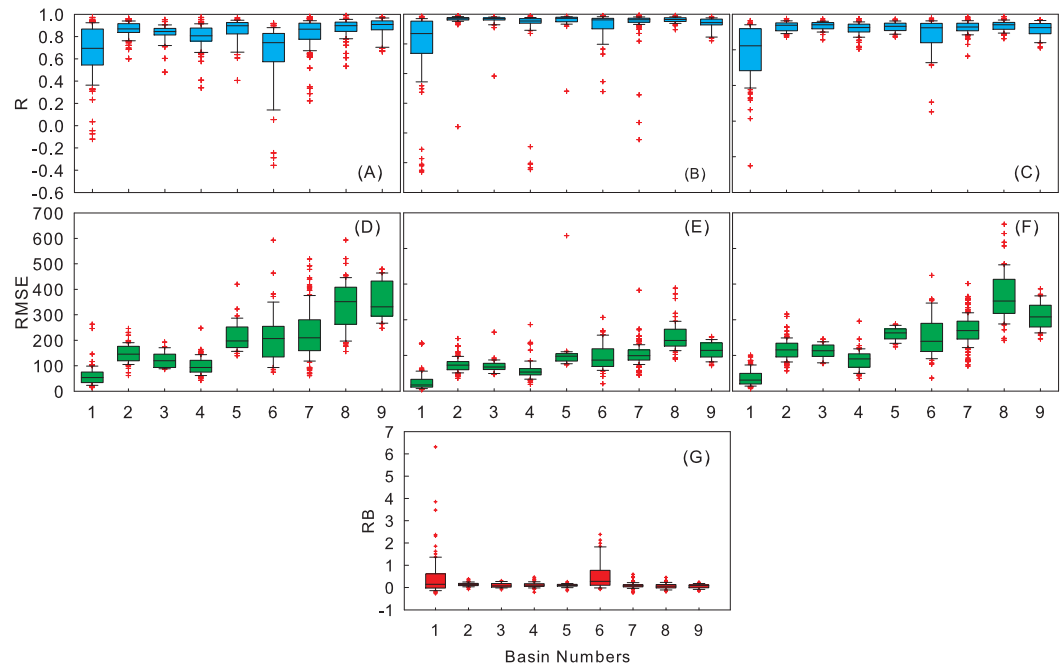 R
1.0
0.8
0.6
0.4
0.2
0.0
-0.2
-0.4
-0.6
(A)
(B)
(C)
RMSE
700
600
500
400
300
200
100
0
(D)
(E)
(F)
1 2 3 4 5 6 7 8 9
1 2 3 4 5 6 7 8 9
1 2 3 4 5 6 7 8 9
RB
7
6
5
4
3
2
1
0
-1
(G)
1 2 3 4 5 6 7 8 9
Basin Numbers